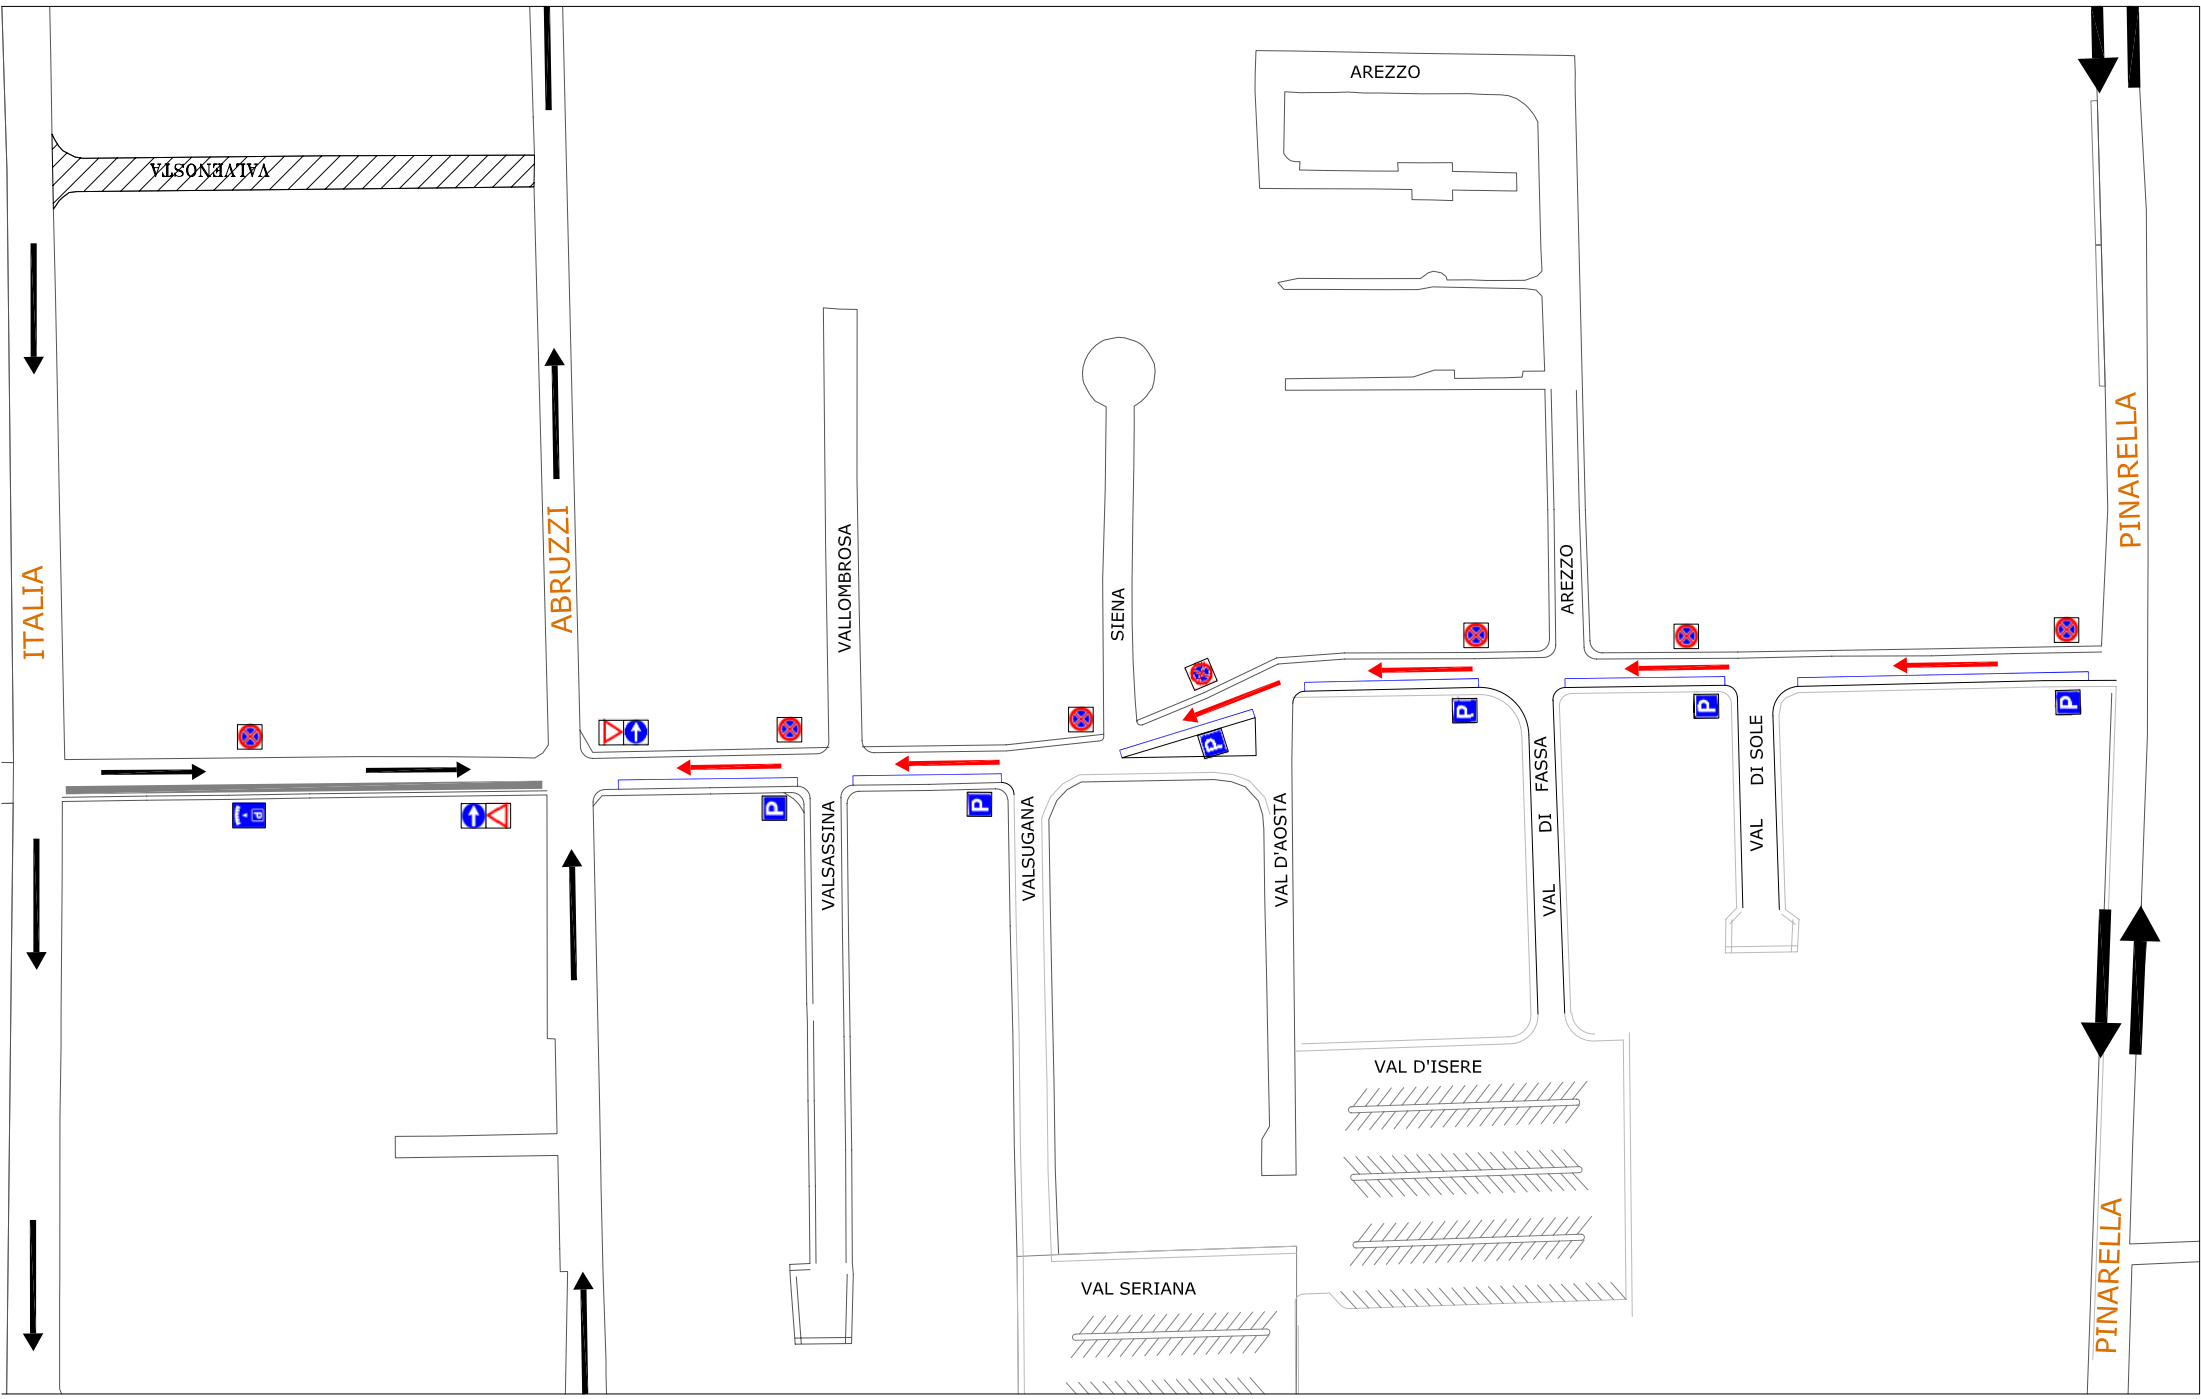 AREZZO
VALVENOSTA
PINARELLA
ABRUZZI
ITALIA
VALLOMBROSA
SIENA
AREZZO
VAL DI SOLE
VAL DI FASSA
VALSASSINA
VALSUGANA
VAL D'AOSTA
P
P
P
P
P
P
P
VAL D'ISERE
VAL SERIANA
PINARELLA